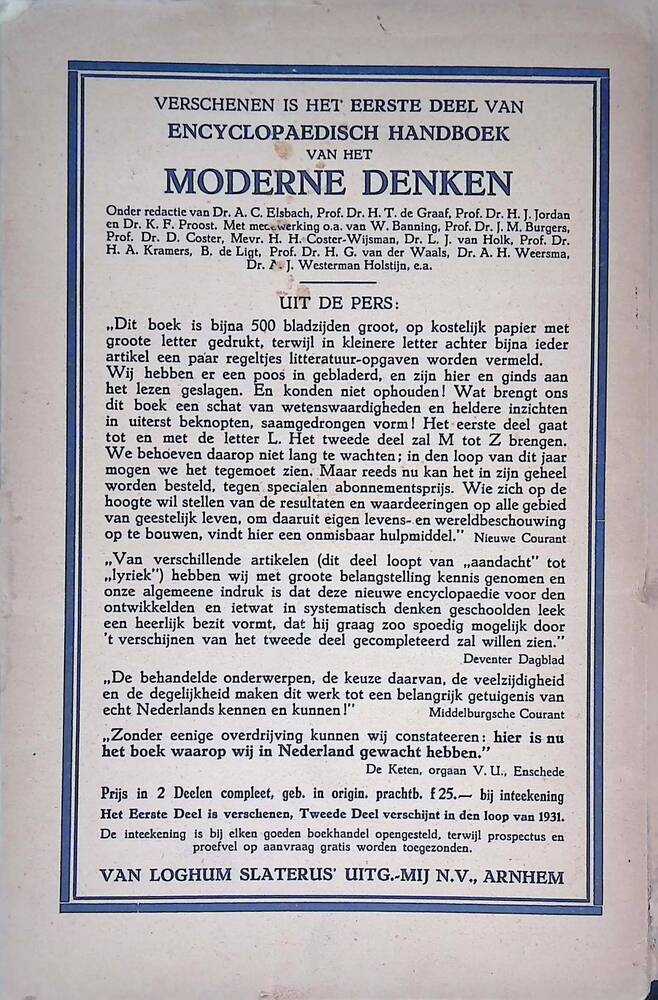 VERSCHENEN IS HET EERSTE DEEL VAN
ENCYCLOPAEDISCH HANDBOEK
VAN HET
MODERNE DENKEN
Onder redactie van Dr. A. C. Elsbach, Prof. Dr. H. T. de Graaf, Prof. Dr. H. J. Jordan
en Dr. K. F. Proost. Met medewerking o.a. van W. Banning, Prof. Dr. J. M. Burgers,
Prof. Dr. D. Coster, Mevr. H. H. Coster-Wijsman, Dr. L. J. van Holk, Prof. Dr.
H. A. Kramers, B. de Ligt, Prof. Dr. H. G. van der Waals, Dr. A. H. Weersma,
Dr. A. J. Westerman Holstijn, e.a.
UIT DE PERS:
„Dit boek is bijna 500 bladzijden groot, op kostelijk papier met
groote letter gedrukt, terwijl in kleinere letter achter bijna ieder
artikel een paar regeltjes litteratuur-opgaven worden vermeld.
Wij hebben er een poos in gebladerd, en zijn hier en ginds aan
het lezen geslagen. En konden niet ophouden! Wat brengt ons
dit boek een schat van wetenswaardigheden en heldere inzichten
in uiterst beknopten, saamgedrongen vorm! Het eerste deel gaat
tot en met de letter L. Het tweede deel zal M tot Z brengen.
We behoeven daarop niet lang te wachten; in den loop van dit jaar
mogen we het tegemoet zien. Maar reeds nu kan het in zijn geheel
worden besteld, tegen specialen abonnementsprijs. Wie zich op de
hoogte wil stellen van de resultaten en waardeeringen op alle gebied
van geestelijk leven, om daaruit eigen levens- en wereldbeschouwing
op te bouwen, vindt hier een onmisbaar hulpmiddel.” Nieuwe Courant
„Van verschillende artikelen (dit deel loopt van „aandacht” tot
„lyriek”) hebben wij met groote belangstelling kennis genomen en
onze algemeene indruk is dat deze nieuwe encyclopaedie voor den
ontwikkelden en ietwat in systematisch denken geschoolden leek
een heerlijk bezit vormt, dat hij graag zoo spoedig mogelijk door
't verschijnen van het tweede deel gecompleteerd zal willen zien.”
Deventer Dagblad
„De behandelde onderwerpen, de keuze daarvan, de veelzijdigheid
en de degelijkheid maken dit werk tot een belangrijk getuigenis van
echt Nederlands kennen en kunnen!” Middelburgsche Courant
„Zonder eenige overdrijving kunnen wij constateeren: hier is nu
het boek waarop wij in Nederland gewacht hebben.”
De Keten, orgaan V. U., Enschede
Prijs in 2 Deelen compleet, geb. in origin. prachtb. f 25.— bij inteekening
Het Eerste Deel is verschenen, Tweede Deel verschijnt in den loop van 1931.
De inteekening is bij elken goeden boekhandel opengesteld, terwijl prospectus en
proefvel op aanvraag gratis worden toegezonden.
VAN LOGHUM SLATERUS' UITG.-MIJ N.V., ARNHEM